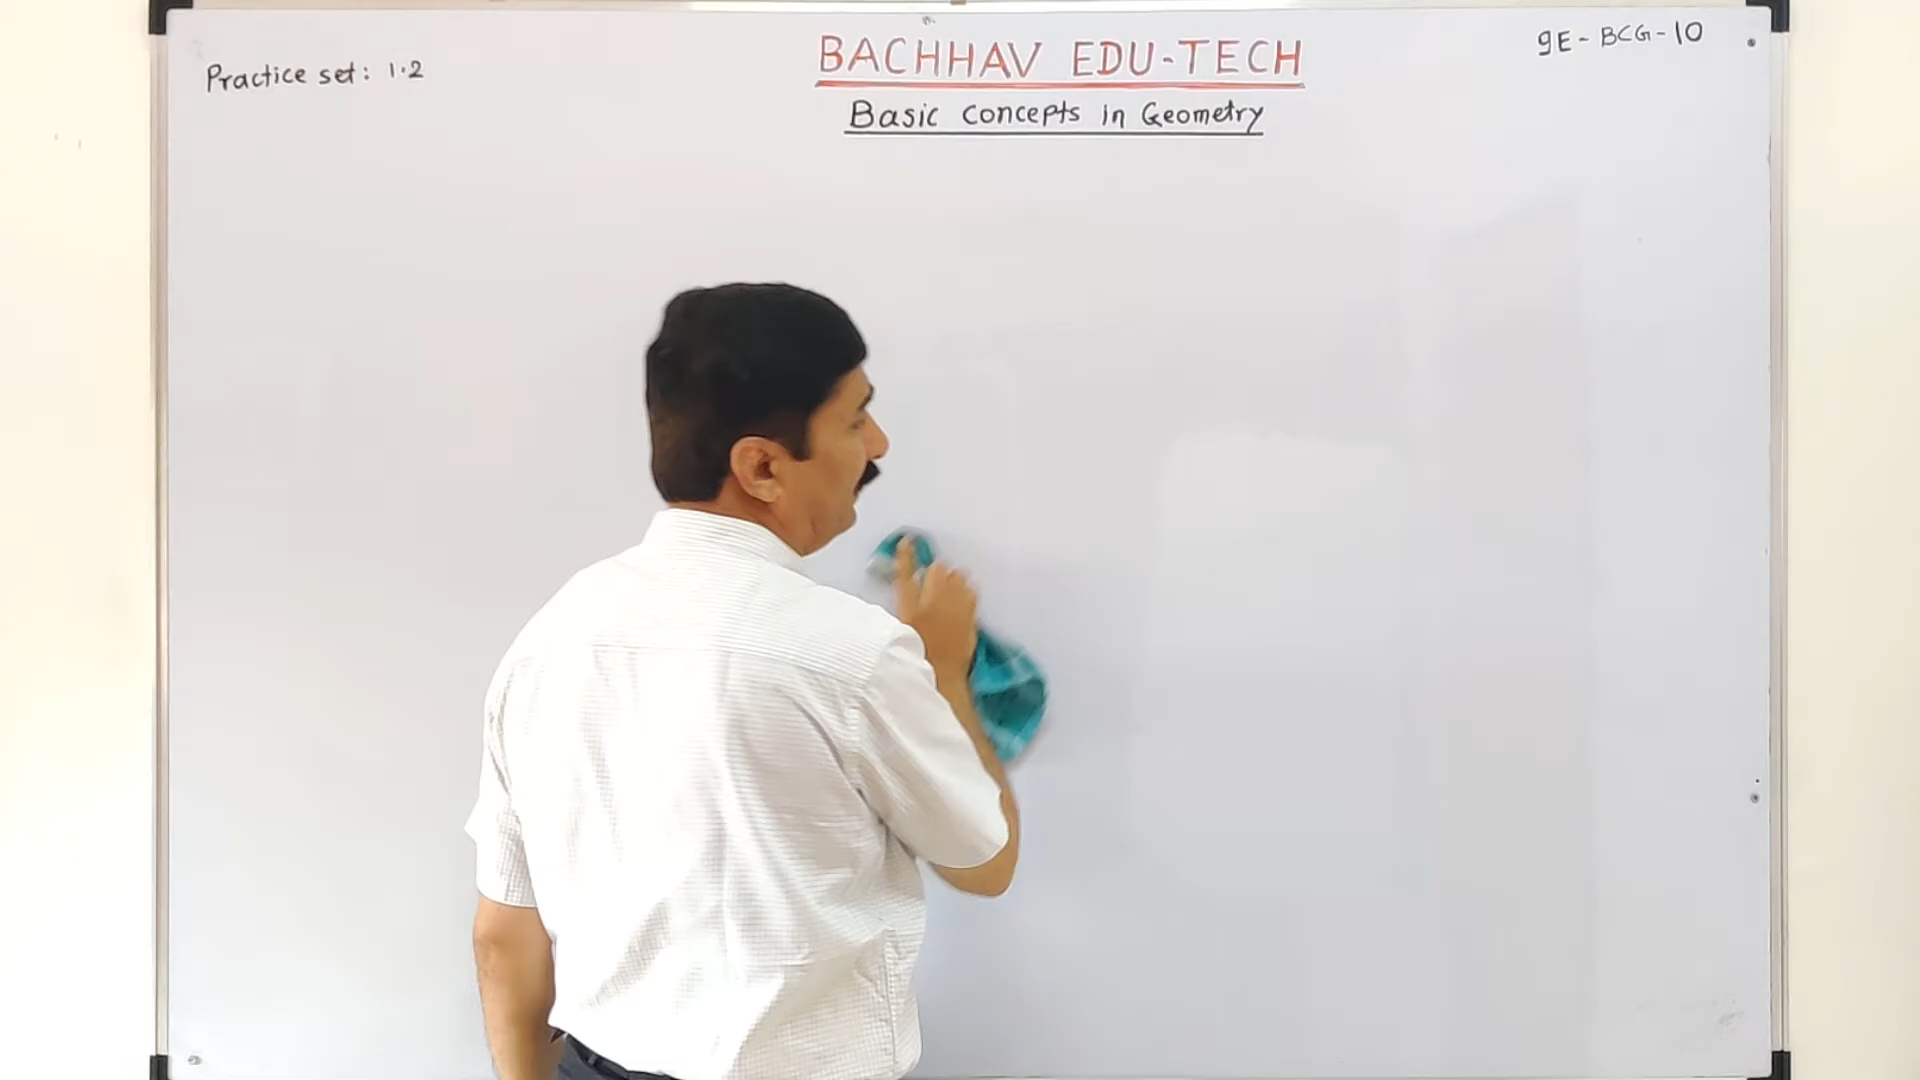 Practice set: 1.2
BACHHAV EDU-TECH
Basic Concepts in Geometry
9E-BCG-10